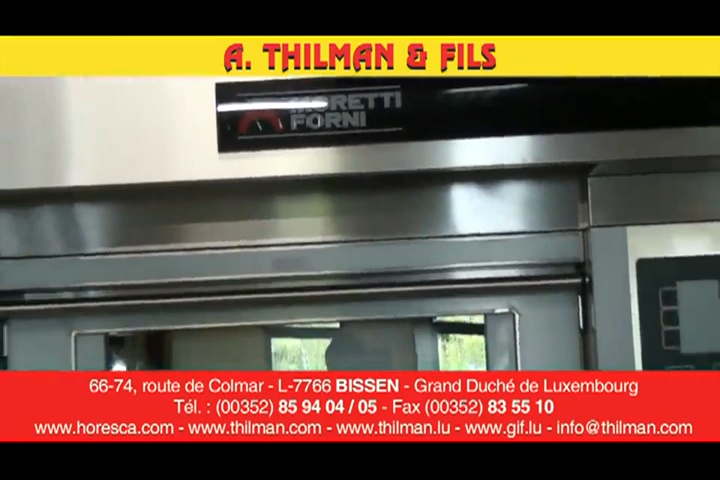 A. THILMAN & FILS
MORETTI
FORNI
66-74, route de Colmar - L-7766 BISSEN - Grand Duché de Luxembourg
Tél. : (00352) 85 94 04 / 05 - Fax (00352) 83 55 10
www.horesca.com - www.thilman.com - www.thilman.lu - www.gif.lu - info@thilman.com